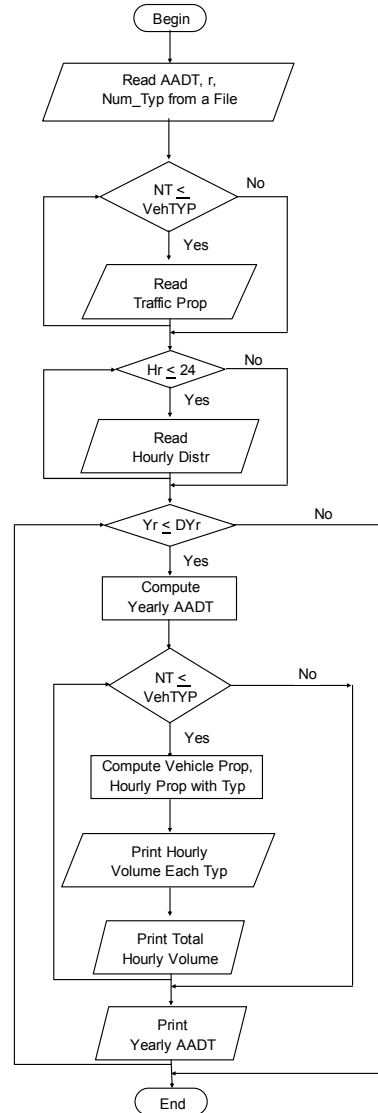 Begin
Read AADT, r,
Num_Typ from a File
NT ≤
VehTYP
No
Yes
Read
Traffic Prop
Hr ≤ 24
No
Yes
Read
Hourly Distr
Yr ≤ DYr
No
Yes
Compute
Yearly AADT
NT ≤
VehTYP
No
Yes
Compute Vehicle Prop,
Hourly Prop with Typ
Print Hourly
Volume Each Typ
Print Total
Hourly Volume
Print
Yearly AADT
End